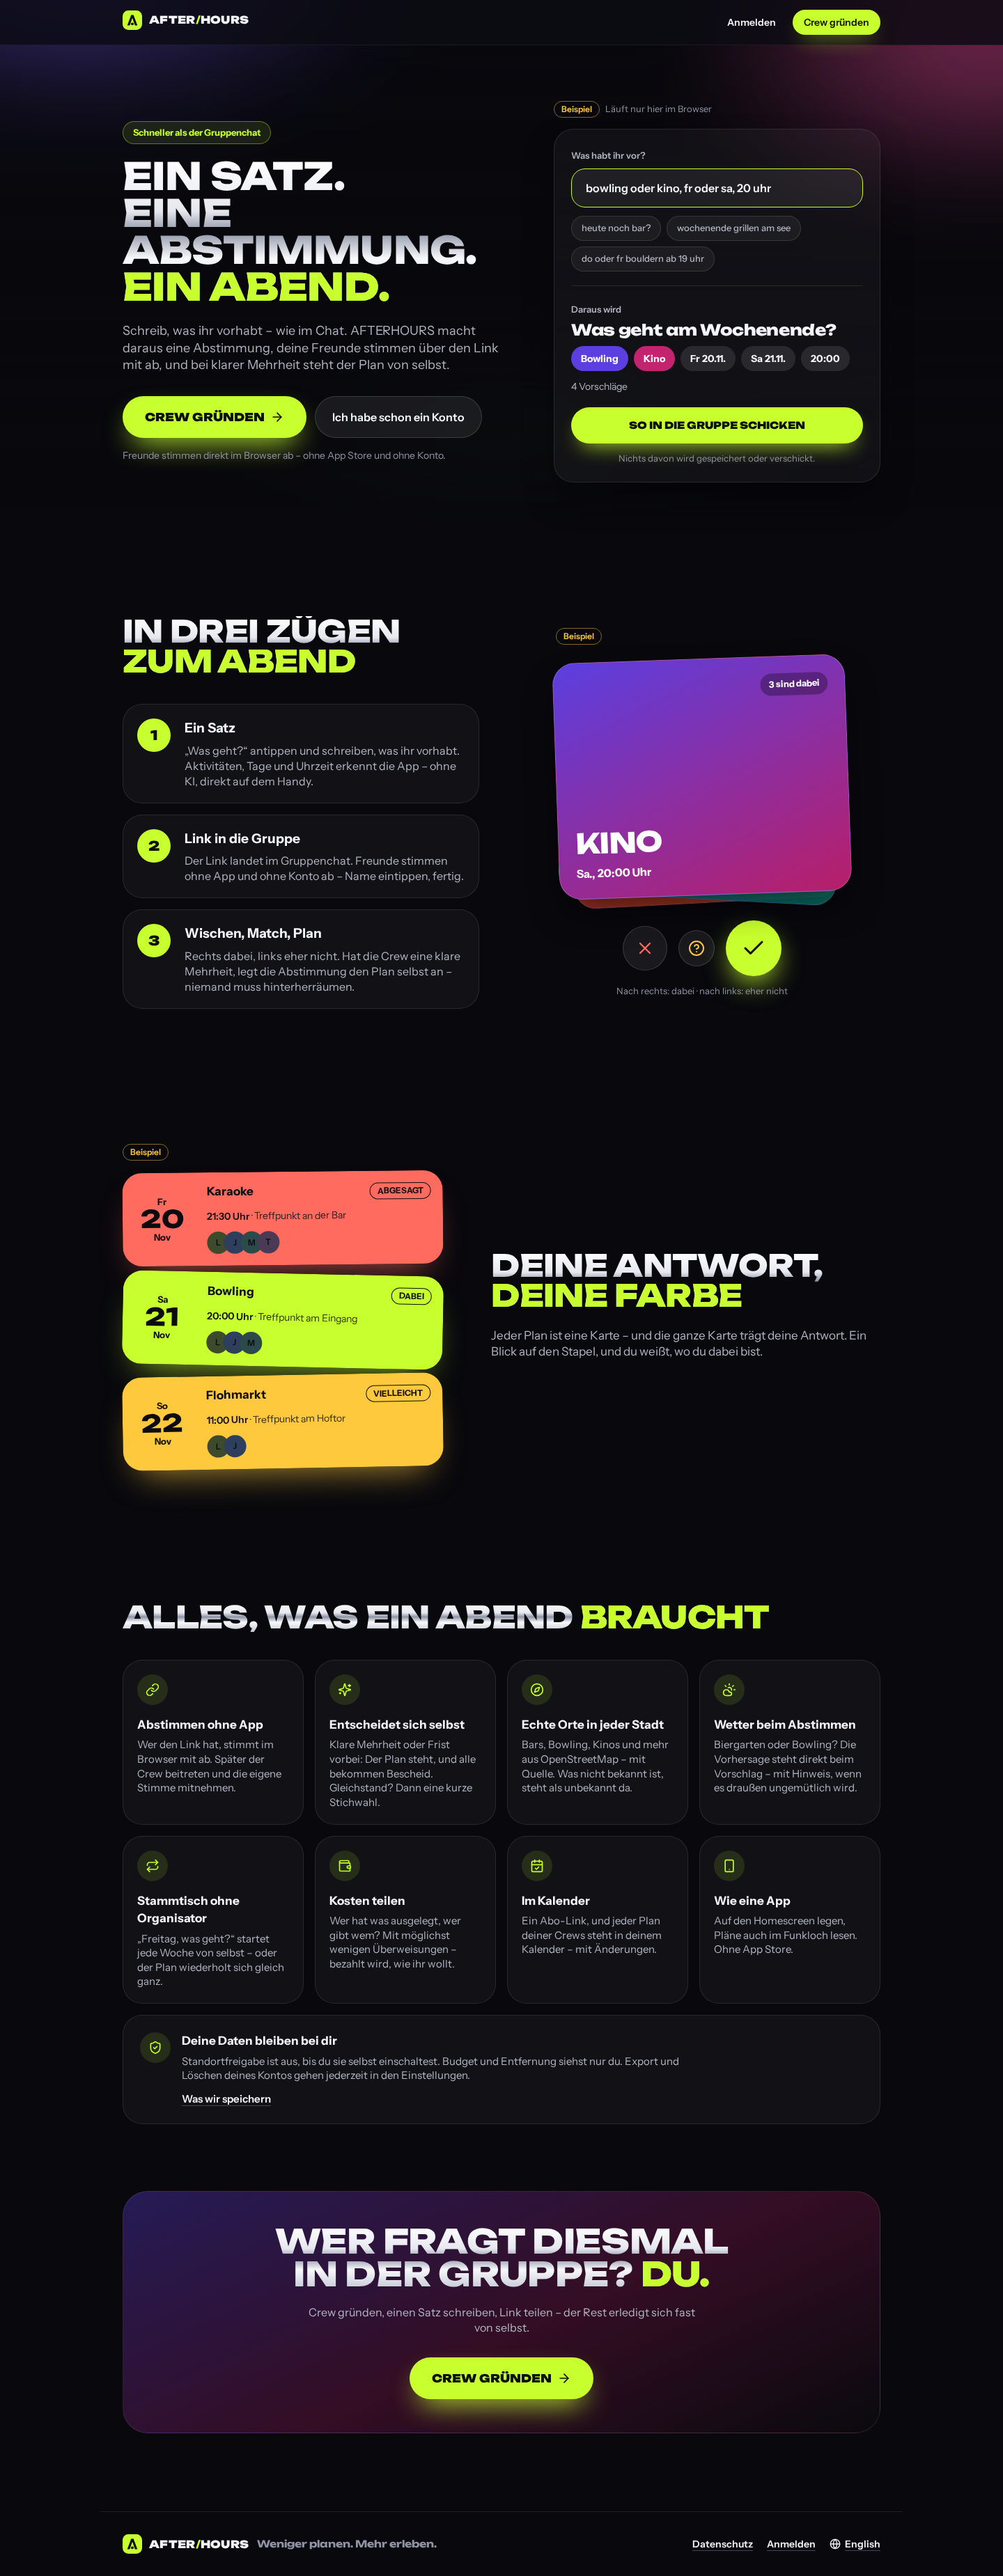 AFTER/HOURS
Anmelden
Crew gründen
Schneller als der Gruppenchat
EIN SATZ.
EINE
ABSTIMMUNG.
EIN ABEND.
Schreib, was ihr vorhabt – wie im Chat. AFTERHOURS macht
daraus eine Abstimmung, deine Freunde stimmen über den Link
mit ab, und bei klarer Mehrheit steht der Plan von selbst.
CREW GRÜNDEN
Ich habe schon ein Konto
Freunde stimmen direkt im Browser ab – ohne App Store und ohne Konto.
Beispiel
Läuft nur hier im Browser
Was habt ihr vor?
bowling oder kino, fr oder sa, 20 uhr
heute noch bar?
wochenende grillen am see
do oder fr bouldern ab 19 uhr
Daraus wird
Was geht am Wochenende?
Bowling
Kino
Fr 20.11.
Sa 21.11.
20:00
4 Vorschläge
SO IN DIE GRUPPE SCHICKEN
Nichts davon wird gespeichert oder verschickt.
IN DREI ZÜGEN
ZUM ABEND
1
Ein Satz
„Was geht?“ antippen und schreiben, was ihr vorhabt.
Aktivitäten, Tage und Uhrzeit erkennt die App – ohne
KI, direkt auf dem Handy.
2
Link in die Gruppe
Der Link landet im Gruppenchat. Freunde stimmen
ohne App und ohne Konto ab – Name eintippen, fertig.
3
Wischen, Match, Plan
Rechts dabei, links eher nicht. Hat die Crew eine klare
Mehrheit, legt die Abstimmung den Plan selbst an –
niemand muss hinterherräumen.
Beispiel
3 sind dabei
KINO
Sa., 20:00 Uhr
Nach rechts: dabei · nach links: eher nicht
Beispiel
Fr
20
Nov
Karaoke
ABGESAGT
21:30 Uhr · Treffpunkt an der Bar
L J M T
Sa
21
Nov
Bowling
DABEI
20:00 Uhr · Treffpunkt am Eingang
L J M
So
22
Nov
Flohmarkt
VIELLEICHT
11:00 Uhr · Treffpunkt am Hoftor
L J
DEINE ANTWORT,
DEINE FARBE
Jeder Plan ist eine Karte – und die ganze Karte trägt deine Antwort. Ein
Blick auf den Stapel, und du weißt, wo du dabei bist.
ALLES, WAS EIN ABEND BRAUCHT
Abstimmen ohne App
Wer den Link hat, stimmt im
Browser mit ab. Später der
Crew beitreten und die eigene
Stimme mitnehmen.
Entscheidet sich selbst
Klare Mehrheit oder Frist
vorbei: Der Plan steht, und alle
bekommen Bescheid.
Gleichstand? Dann eine kurze
Stichwahl.
Echte Orte in jeder Stadt
Bars, Bowling, Kinos und mehr
aus OpenStreetMap – mit
Quelle. Was nicht bekannt ist,
steht als unbekannt da.
Wetter beim Abstimmen
Biergarten oder Bowling? Die
Vorhersage steht direkt beim
Vorschlag – mit Hinweis, wenn
es draußen ungemütlich wird.
Stammtisch ohne
Organisator
„Freitag, was geht?“ startet
jede Woche von selbst – oder
der Plan wiederholt sich gleich
ganz.
Kosten teilen
Wer hat was ausgelegt, wer
gibt wem? Mit möglichst
wenigen Überweisungen –
bezahlt wird, wie ihr wollt.
Im Kalender
Ein Abo-Link, und jeder Plan
deiner Crews steht in deinem
Kalender – mit Änderungen.
Wie eine App
Auf den Homescreen legen,
Pläne auch im Funkloch lesen.
Ohne App Store.
Deine Daten bleiben bei dir
Standortfreigabe ist aus, bis du sie selbst einschaltest. Budget und Entfernung siehst nur du. Export und
Löschen deines Kontos gehen jederzeit in den Einstellungen.
Was wir speichern
WER FRAGT DIESMAL
IN DER GRUPPE? DU.
Crew gründen, einen Satz schreiben, Link teilen – der Rest erledigt sich fast
von selbst.
CREW GRÜNDEN
AFTER/HOURS
Weniger planen. Mehr erleben.
Datenschutz
Anmelden
English